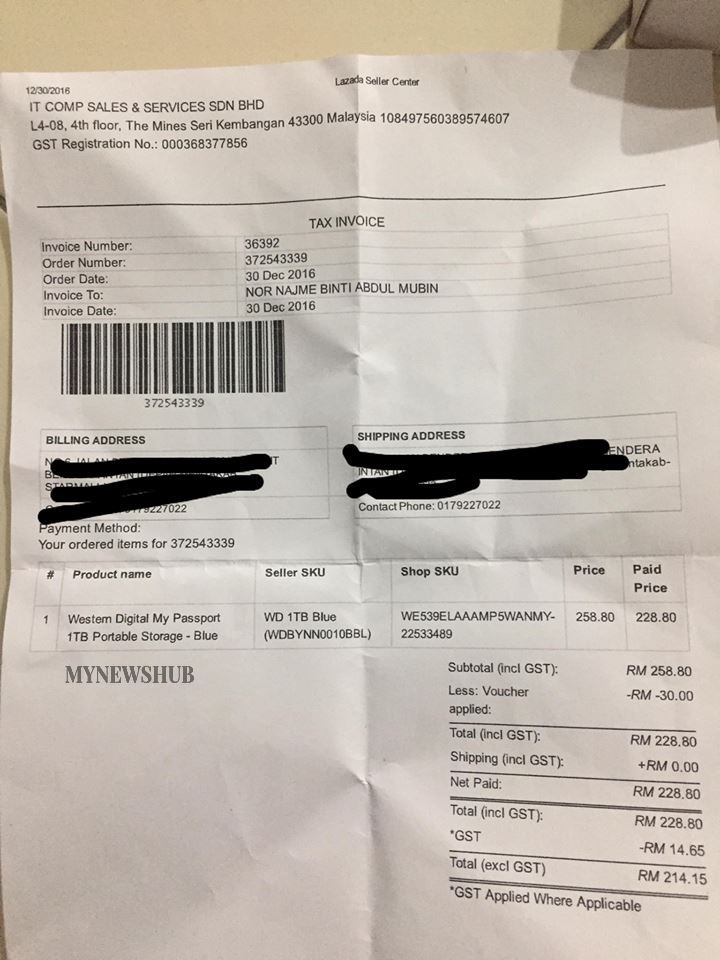 12/30/2016
Lazada Seller Center
IT COMP SALES & SERVICES SDN BHD
L4-08, 4th floor, The Mines Seri Kembangan 43300 Malaysia 108497560389574607
GST Registration No.: 000368377856
TAX INVOICE
Invoice Number: 36392
Order Number: 372543339
Order Date: 30 Dec 2016
Invoice To: NOR NAJME BINTI ABDUL MUBIN
Invoice Date: 30 Dec 2016
372543339
BILLING ADDRESS
SHIPPING ADDRESS
ENDERA
ntakab-
Contact Phone: 0179227022
Payment Method:
Your ordered items for 372543339
# Product name Seller SKU Shop SKU Price Paid Price
1 Western Digital My Passport WD 1TB Blue WE539ELAAAMP5WANMY- 258.80 228.80
1TB Portable Storage - Blue (WDBYNN0010BBL) 22533489
MYNEWSHUB
Subtotal (incl GST): RM 258.80
Less: Voucher applied: -RM -30.00
Total (incl GST): RM 228.80
Shipping (incl GST): +RM 0.00
Net Paid: RM 228.80
Total (incl GST): RM 228.80
*GST -RM 14.65
Total (excl GST) RM 214.15
*GST Applied Where Applicable